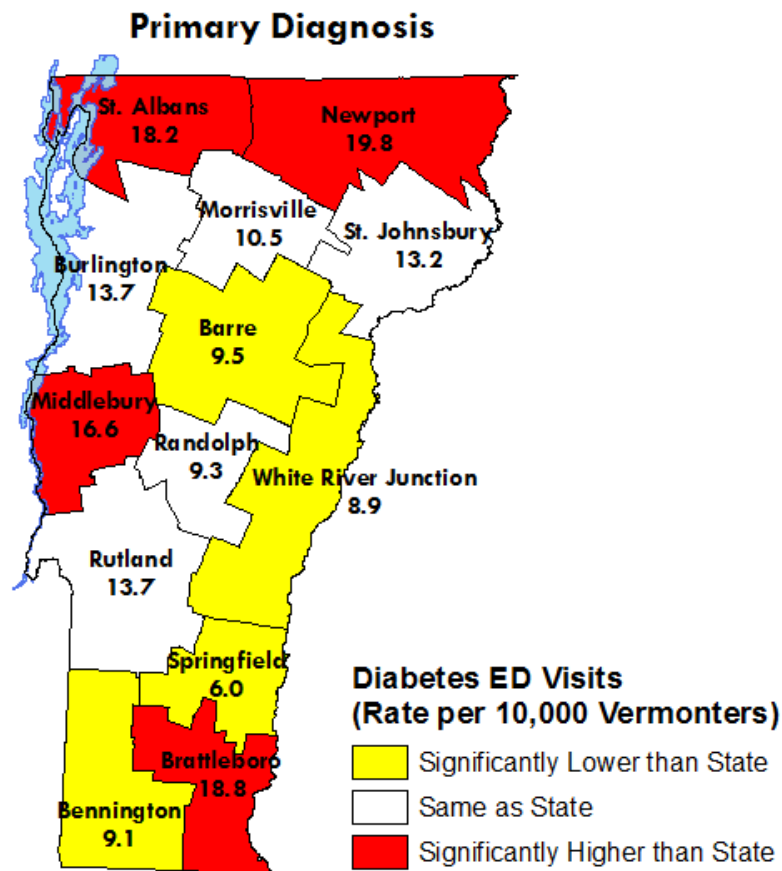 Primary Diagnosis
St. Albans
18.2
Newport
19.8
Morrisville
10.5
St. Johnsbury
13.2
Burlington
13.7
Barre
9.5
Middlebury
16.6
Randolph
9.3
White River Junction
8.9
Rutland
13.7
Springfield
6.0
Brattleboro
18.8
Bennington
9.1
Diabetes ED Visits
(Rate per 10,000 Vermonters)
Significantly Lower than State
Same as State
Significantly Higher than State